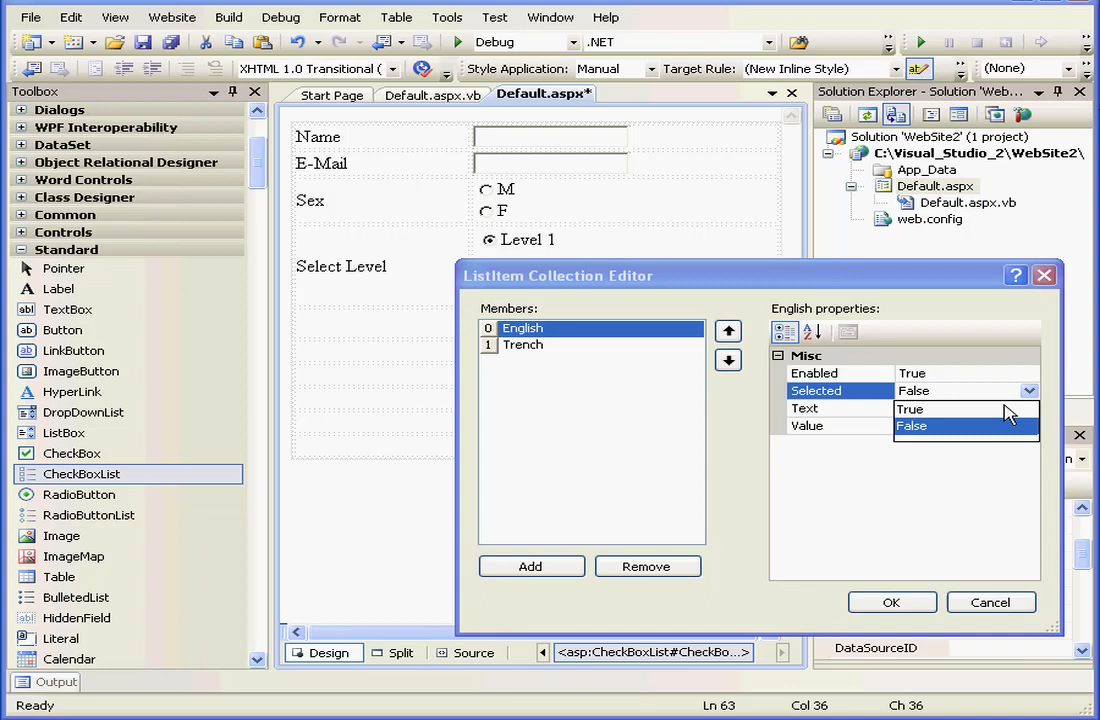 File Edit View Website Build Debug Format Table Tools Test Window Help
Debug .NET
XHTML 1.0 Transitional ( Style Application: Manual Target Rule: (New Inline Style) (None)
Toolbox
Dialogs
WPF Interoperability
DataSet
Object Relational Designer
Word Controls
Class Designer
Common
Controls
Standard
Pointer
Label
TextBox
Button
LinkButton
ImageButton
HyperLink
DropDownList
ListBox
CheckBox
CheckBoxList
RadioButton
RadioButtonList
Image
ImageMap
Table
BulletedList
HiddenField
Literal
Calendar
Start Page Default.aspx.vb Default.aspx*
Name
E-Mail
Sex
M
F
Level 1
Select Level
ListItem Collection Editor
Members:
0 English
1 Trench
Add Remove
English properties:
Misc
Enabled True
Selected False
Text True
Value False
OK Cancel
Solution Explorer - Solution 'Web...
Solution 'WebSite2' (1 project)
C:\Visual_Studio_2\WebSite2\
App_Data
Default.aspx
Default.aspx.vb
web.config
DataSourceID
Design Split Source <asp:CheckBoxList#CheckBo...>
Output
Ready Ln 63 Col 36 Ch 36